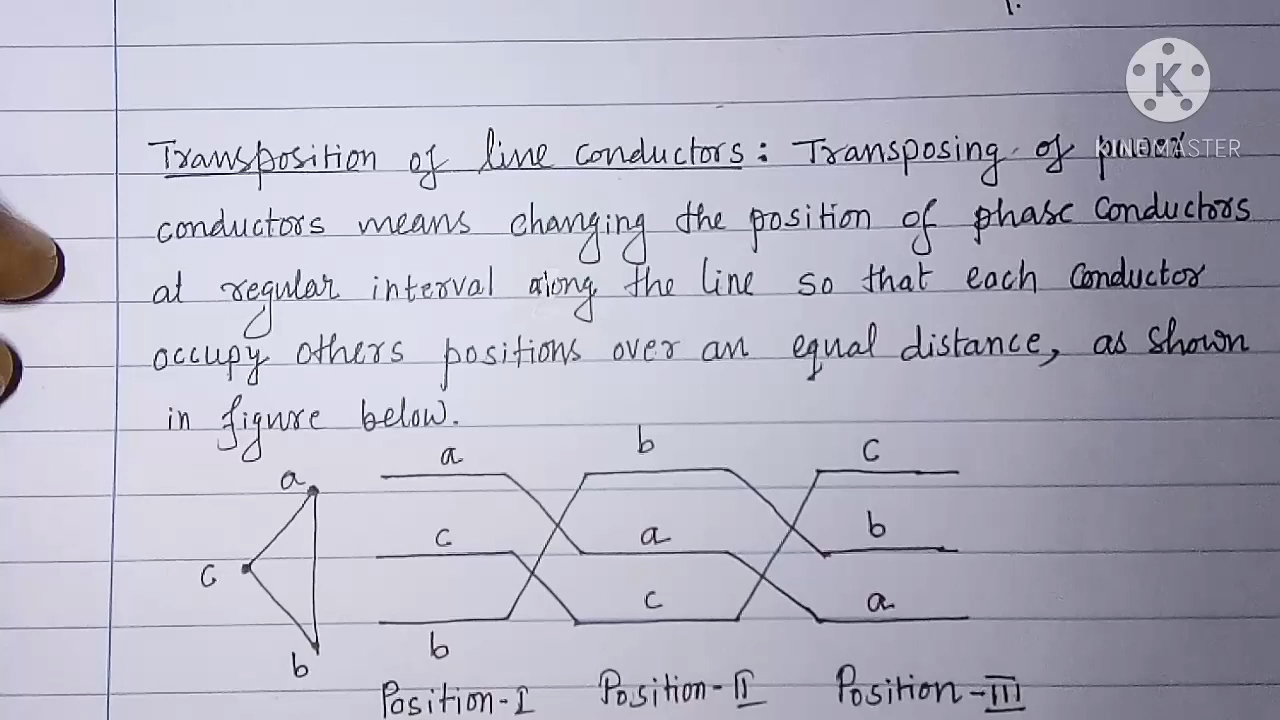 K
KINEMASTER
Transposition of line conductors: Transposing of
conductors means changing the position of phase conductors
at regular interval along the line so that each conductor
occupy others positions over an equal distance, as shown
in figure below.
a b c
a
c a b
c
c a
b
b
Position-I Position-II Position-III